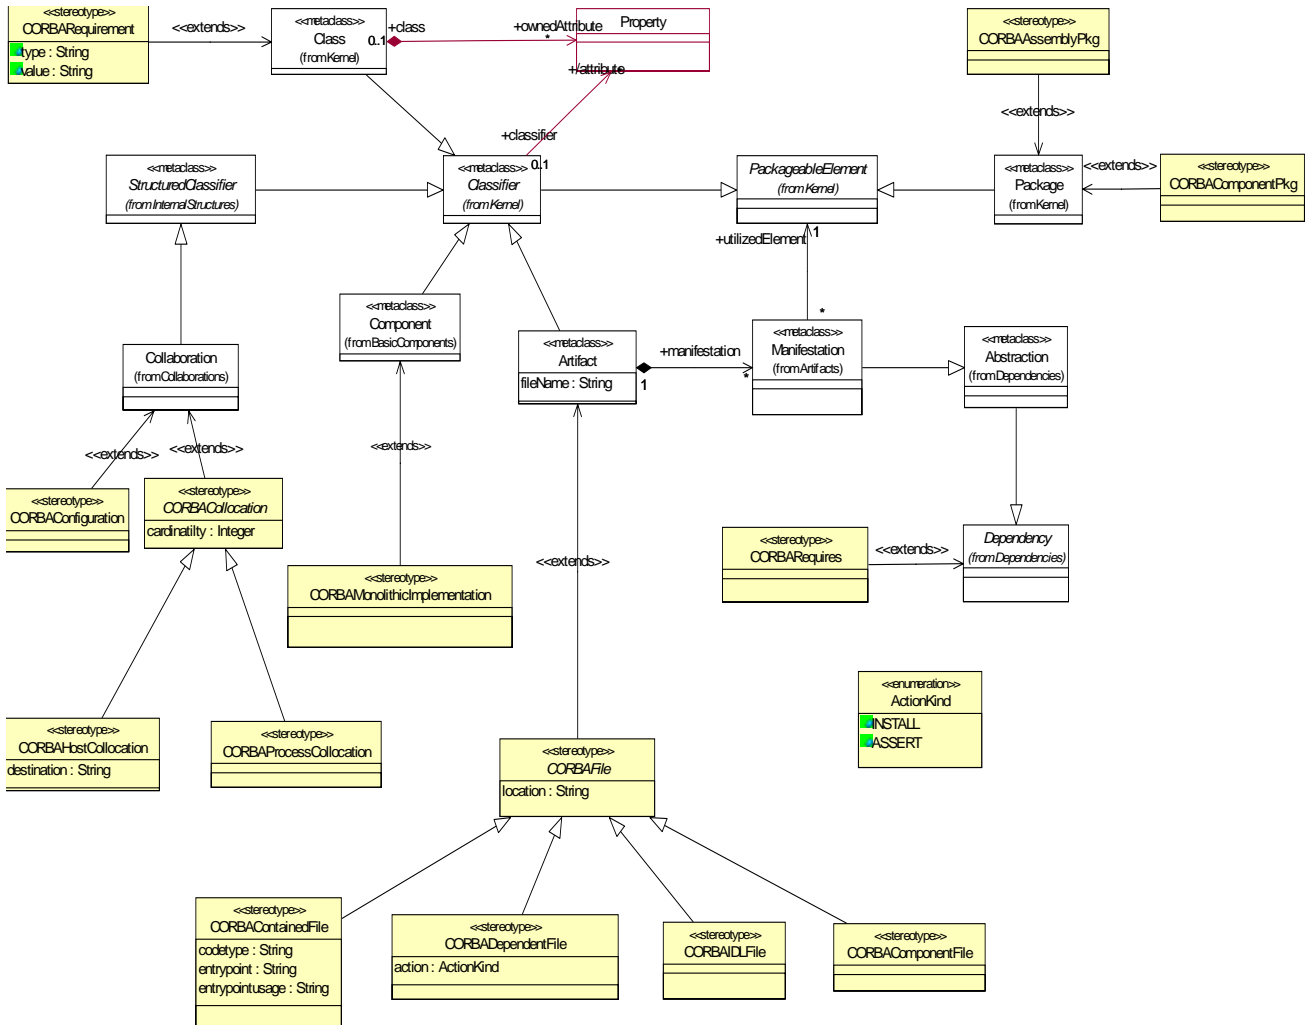 <<stereotype>>
CORBARequirement
type : String
value : String
<<extends>>
<<metaclass>>
Class
(from Kernel)
+class
0..1
+ownedAttribute
*
Property
+/attribute
+classifier
0..1
<<stereotype>>
CORBAAssemblyPkg
<<extends>>
<<metaclass>>
StructuredClassifier
(from InternalStructures)
<<metaclass>>
Classifier
(from Kernel)
PackageableElement
(from Kernel)
<<metaclass>>
Package
(from Kernel)
<<extends>>
<<stereotype>>
CORBAComponentPkg
+utilizedElement
1
*
<<metaclass>>
Component
(from BasicComponents)
<<metaclass>>
Artifact
fileName : String
1
+manifestation
*
<<metaclass>>
Manifestation
(from Artifacts)
<<metaclass>>
Abstraction
(from Dependencies)
Collaboration
(from Collaborations)
<<extends>>
<<extends>>
<<extends>>
<<stereotype>>
CORBAConfiguration
<<stereotype>>
CORBACollocation
cardinatilty : Integer
<<stereotype>>
CORBAMonolithicImplementation
<<extends>>
<<stereotype>>
CORBARequires
<<extends>>
Dependency
(from Dependencies)
<<stereotype>>
CORBAHostCollocation
destination : String
<<stereotype>>
CORBAProcessCollocation
<<stereotype>>
CORBAFile
location : String
<<enumeration>>
ActionKind
INSTALL
ASSERT
<<stereotype>>
CORBAContainedFile
codetype : String
entrypoint : String
entrypointusage : String
<<stereotype>>
CORBADependentFile
action : ActionKind
<<stereotype>>
CORBAIDLFile
<<stereotype>>
CORBAComponentFile